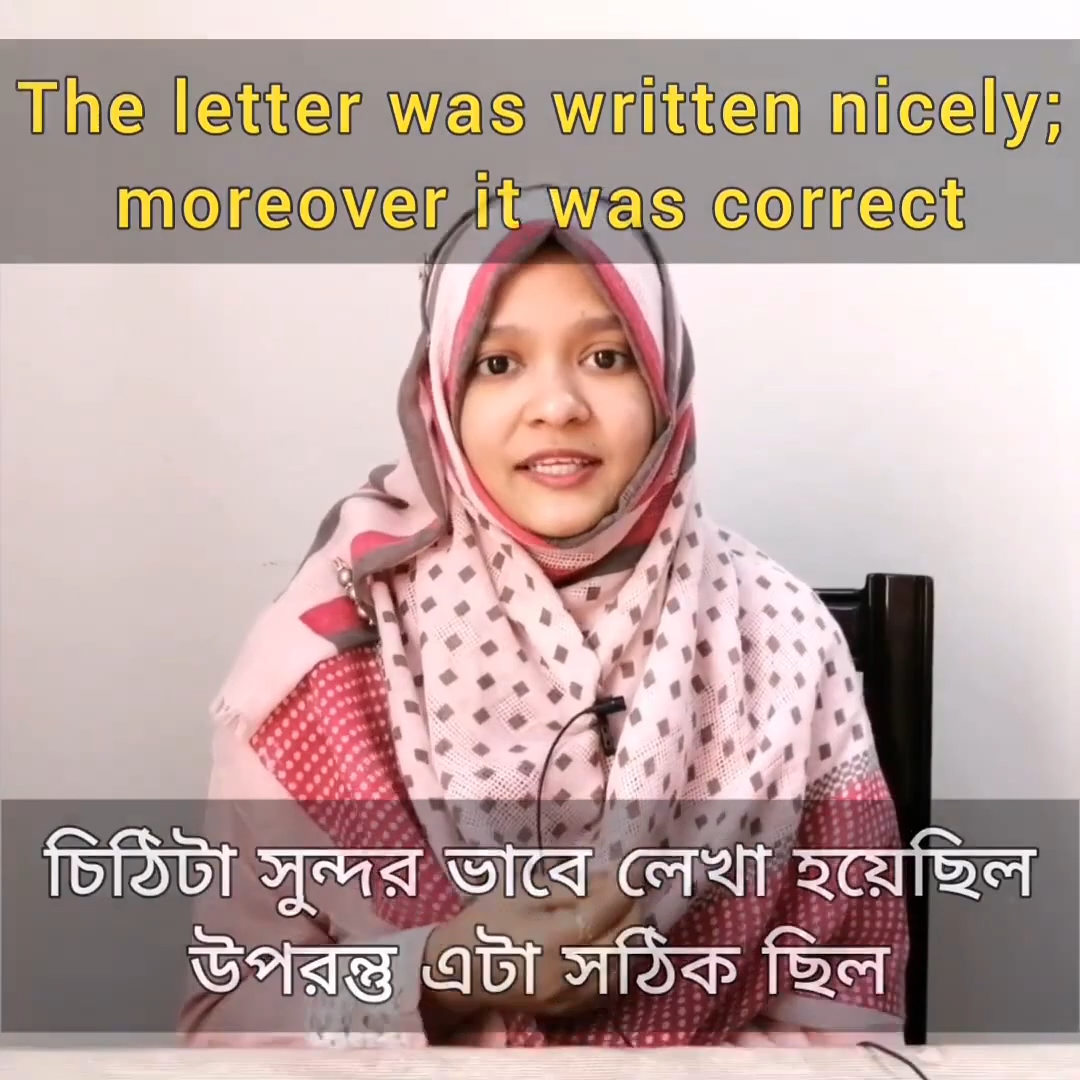 The letter was written nicely;
moreover it was correct
চিঠিটা সুন্দর ভাবে লেখা হয়েছিল
উপরন্তু এটা সঠিক ছিল